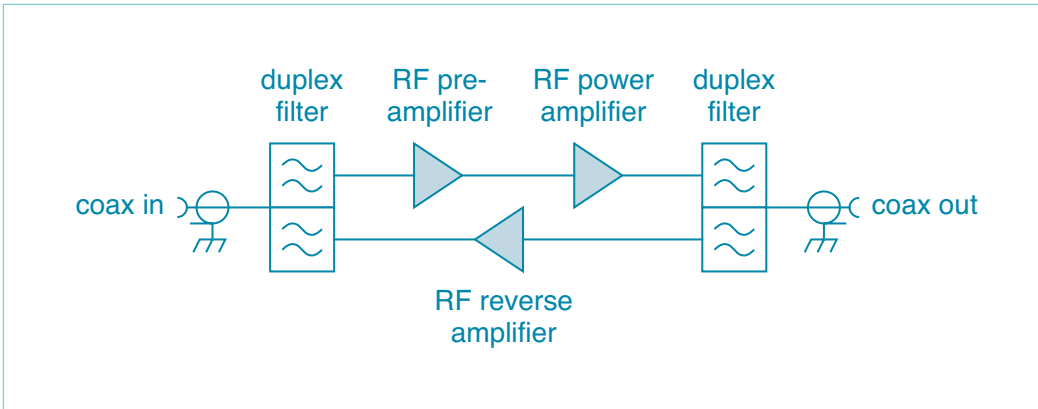 duplex
filter
RF pre-
amplifier
RF power
amplifier
duplex
filter
coax in
coax out
RF reverse
amplifier